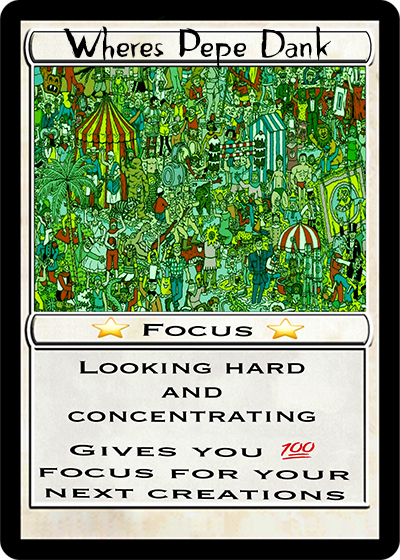 Wheres Pepe Dank
⭐ Focus ⭐
Looking hard
and
concentrating
Gives you 💯
focus for your
next creations